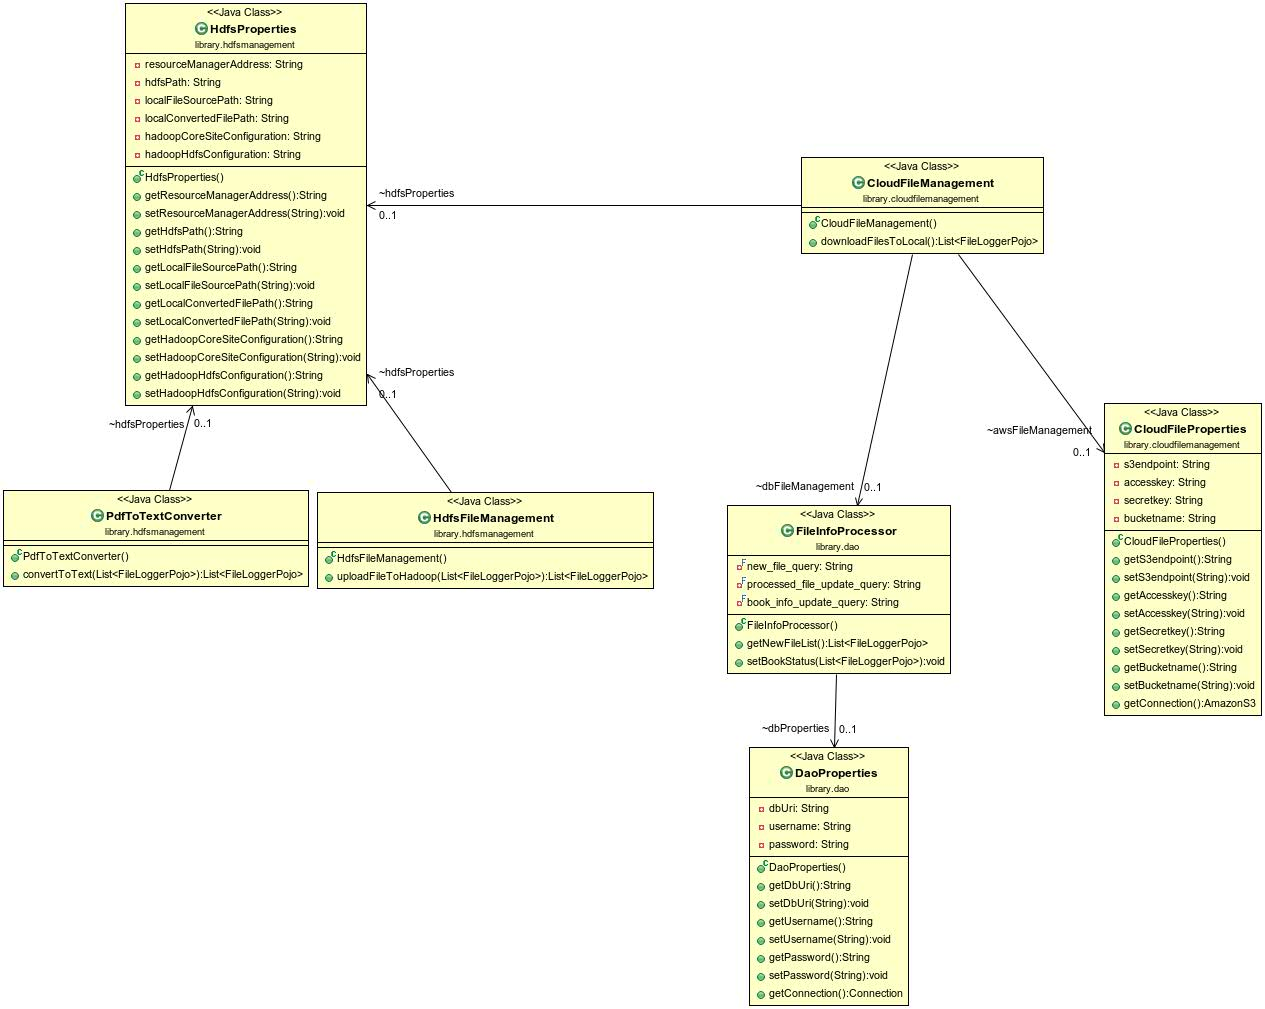 <<Java Class>>
HdfsProperties
library.hdfsmanagement
resourceManagerAddress: String
hdfsPath: String
localFileSourcePath: String
localConvertedFilePath: String
hadoopCoreSiteConfiguration: String
hadoopHdfsConfiguration: String
HdfsProperties()
getResourceManagerAddress():String
setResourceManagerAddress(String):void
getHdfsPath():String
setHdfsPath(String):void
getLocalFileSourcePath():String
setLocalFileSourcePath(String):void
getLocalConvertedFilePath():String
setLocalConvertedFilePath(String):void
getHadoopCoreSiteConfiguration():String
setHadoopCoreSiteConfiguration(String):void
getHadoopHdfsConfiguration():String
setHadoopHdfsConfiguration(String):void
~hdfsProperties
0..1
<<Java Class>>
CloudFileManagement
library.cloudfilemanagement
CloudFileManagement()
downloadFilesToLocal():List<FileLoggerPojo>
~hdfsProperties
0..1
~hdfsProperties
0..1
<<Java Class>>
PdfToTextConverter
library.hdfsmanagement
PdfToTextConverter()
convertToText(List<FileLoggerPojo>):List<FileLoggerPojo>
<<Java Class>>
HdfsFileManagement
library.hdfsmanagement
HdfsFileManagement()
uploadFileToHadoop(List<FileLoggerPojo>):List<FileLoggerPojo>
~dbFileManagement
0..1
<<Java Class>>
FileInfoProcessor
library.dao
new_file_query: String
processed_file_update_query: String
book_info_update_query: String
FileInfoProcessor()
getNewFileList():List<FileLoggerPojo>
setBookStatus(List<FileLoggerPojo>):void
~awsFileManagement
0..1
<<Java Class>>
CloudFileProperties
library.cloudfilemanagement
s3endpoint: String
accesskey: String
secretkey: String
bucketname: String
CloudFileProperties()
getS3endpoint():String
setS3endpoint(String):void
getAccesskey():String
setAccesskey(String):void
getSecretkey():String
setSecretkey(String):void
getBucketname():String
setBucketname(String):void
getConnection():AmazonS3
~dbProperties
0..1
<<Java Class>>
DaoProperties
library.dao
dbUri: String
username: String
password: String
DaoProperties()
getDbUri():String
setDbUri(String):void
getUsername():String
setUsername(String):void
getPassword():String
setPassword(String):void
getConnection():Connection